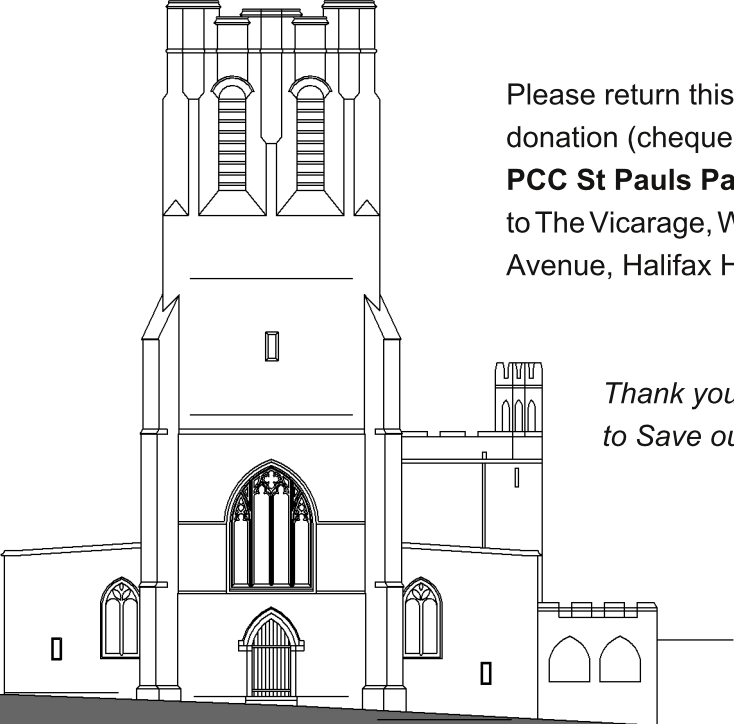 Please return this
donation (cheque
PCC St Pauls Pa
to The Vicarage, W
Avenue, Halifax H
Thank you
to Save ou